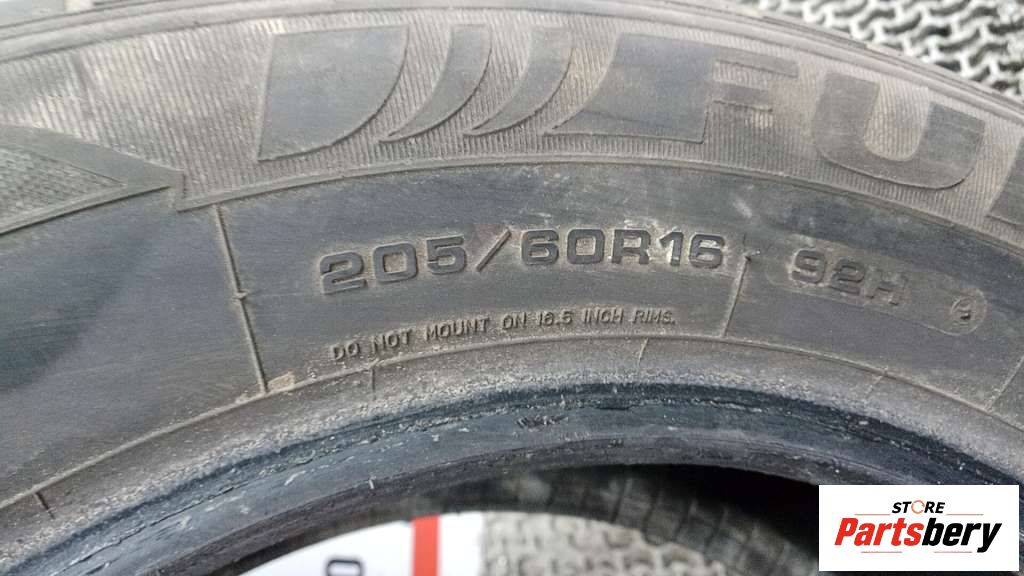 FU
205/60R16 92H
DO NOT MOUNT ON 16.5 INCH RIMS.
STORE
Partsbery